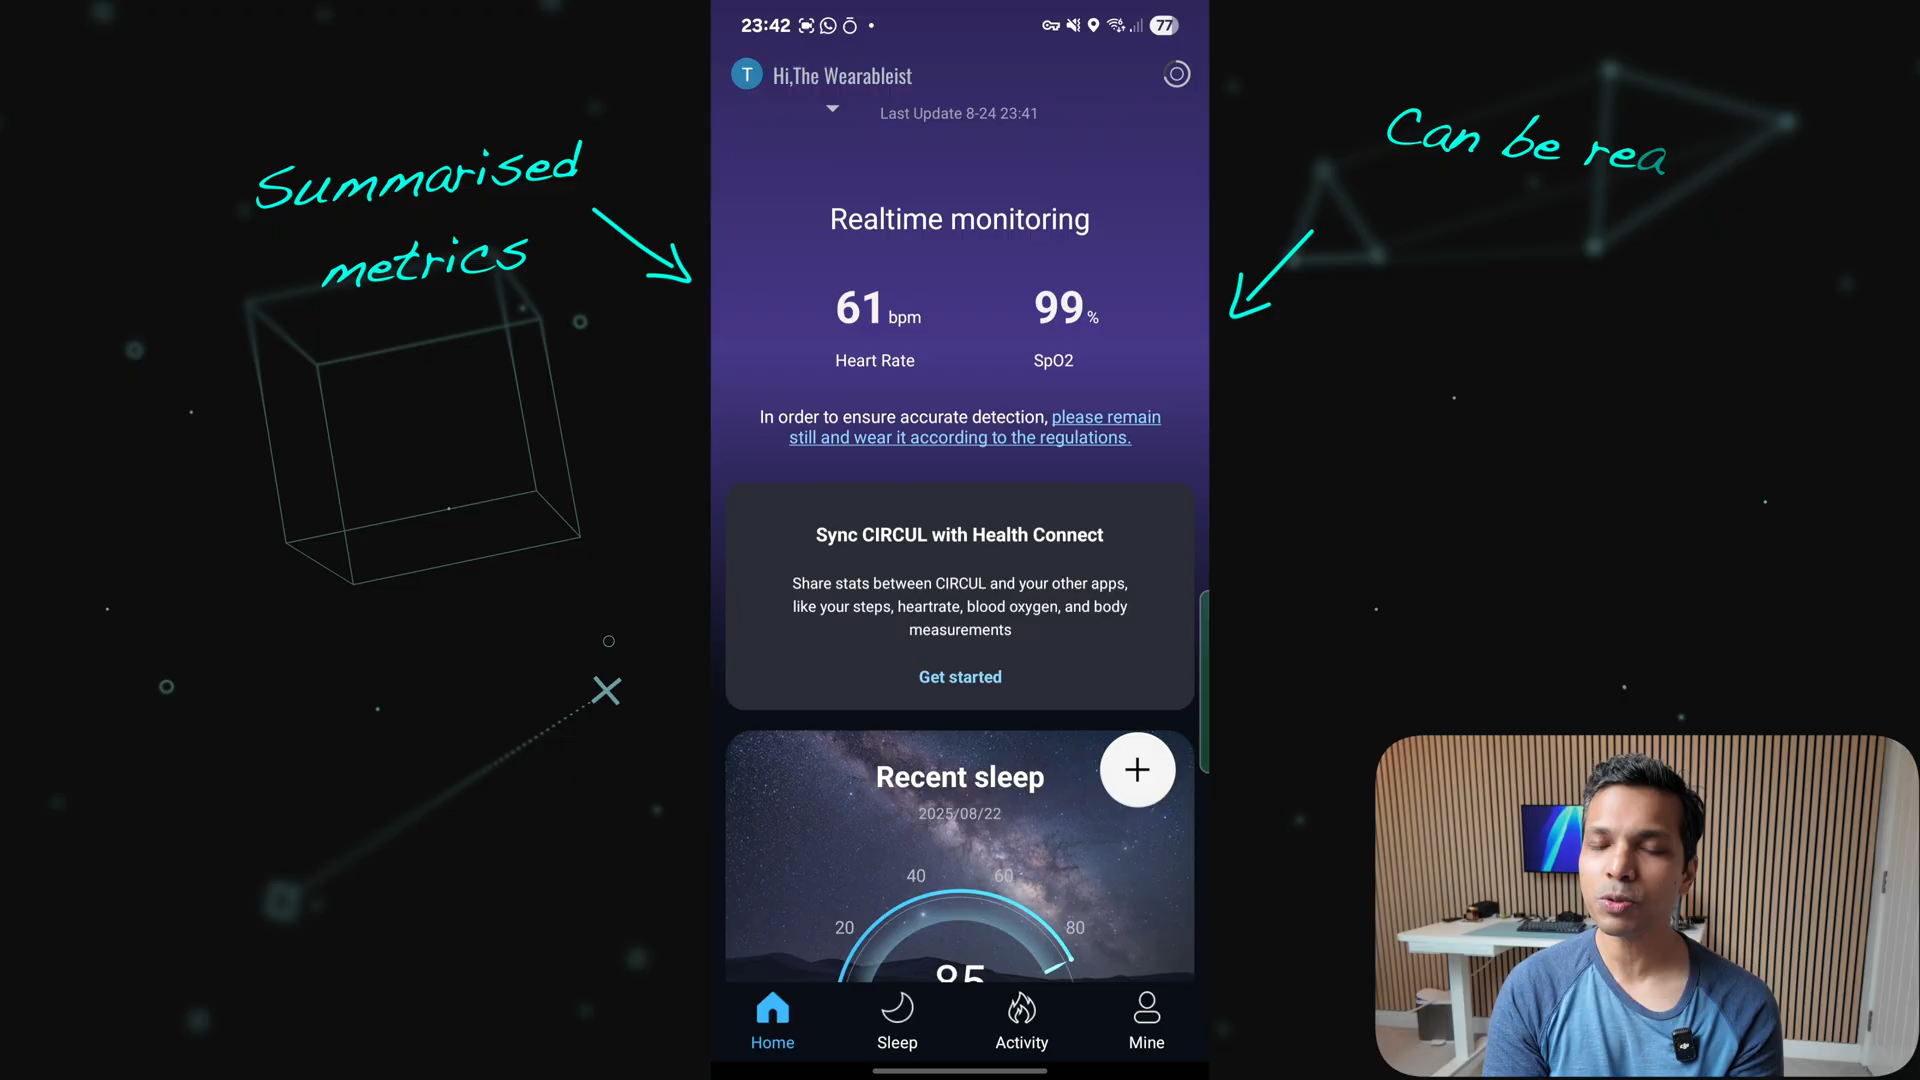 23:42
77
T
Hi,The Wearableist
Last Update 8-24 23:41
Summarised
metrics
Can be rea
Realtime monitoring
61 bpm
99 %
Heart Rate
SpO2
In order to ensure accurate detection, please remain
still and wear it according to the regulations.
Sync CIRCUL with Health Connect
Share stats between CIRCUL and your other apps,
like your steps, heartrate, blood oxygen, and body
measurements
Get started
Recent sleep
2025/08/22
40
60
20
80
85
Home
Sleep
Activity
Mine